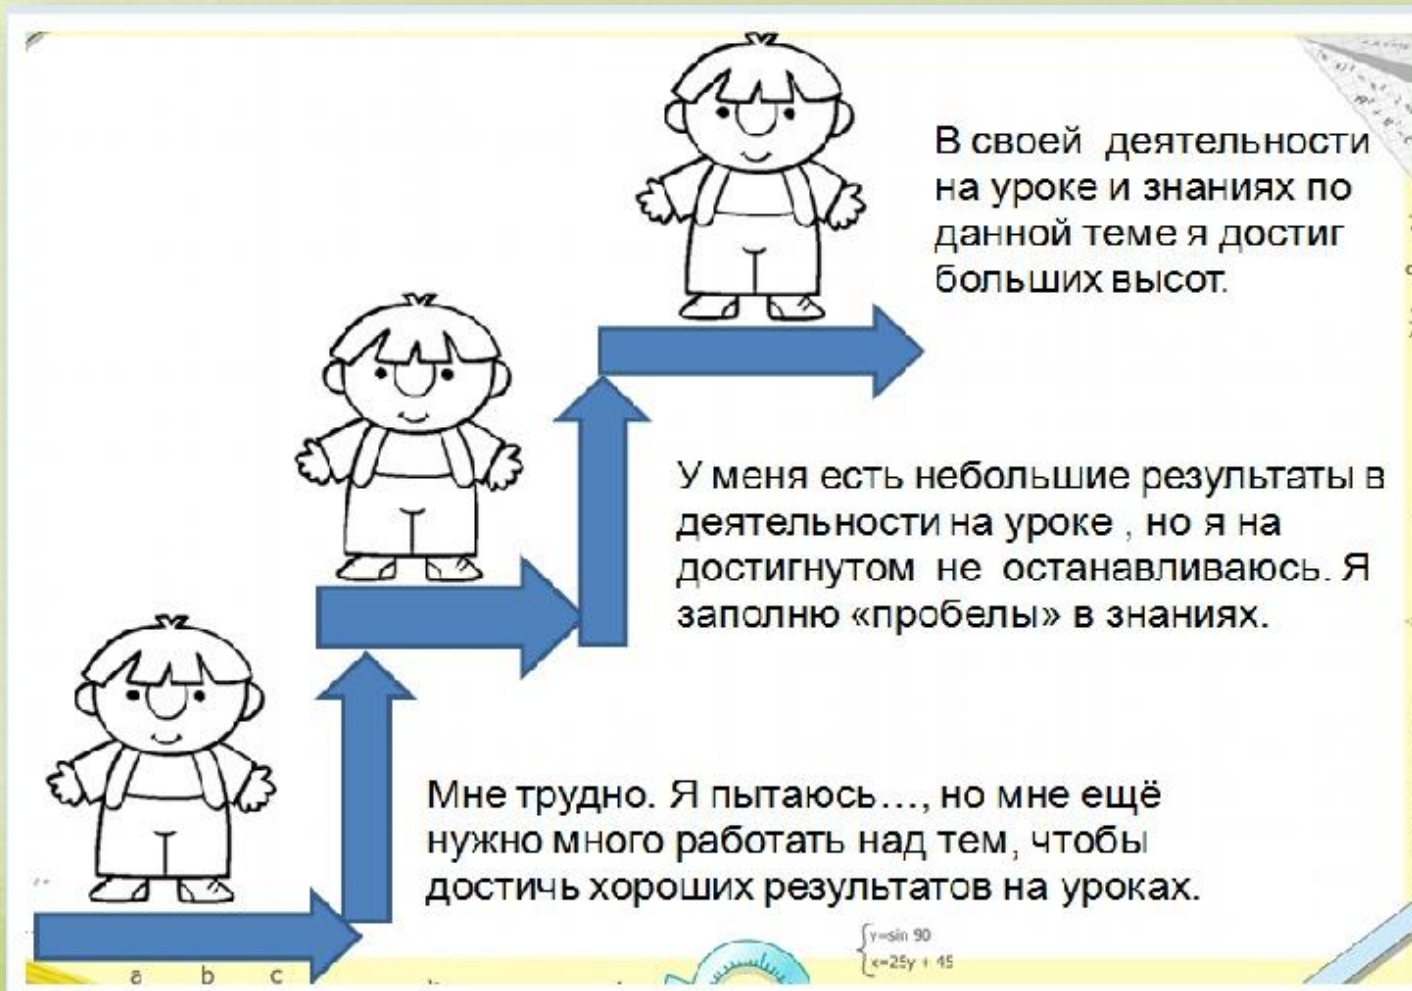 В своей деятельности
на уроке и знаниях по
данной теме я достиг
больших высот.
У меня есть небольшие результаты в
деятельности на уроке , но я на
достигнутом не останавливаюсь. Я
заполню «пробелы» в знаниях.
Мне трудно. Я пытаюсь…, но мне ещё
нужно много работать над тем, чтобы
достичь хороших результатов на уроках.
y=sin 90
x=25y + 45
a b c